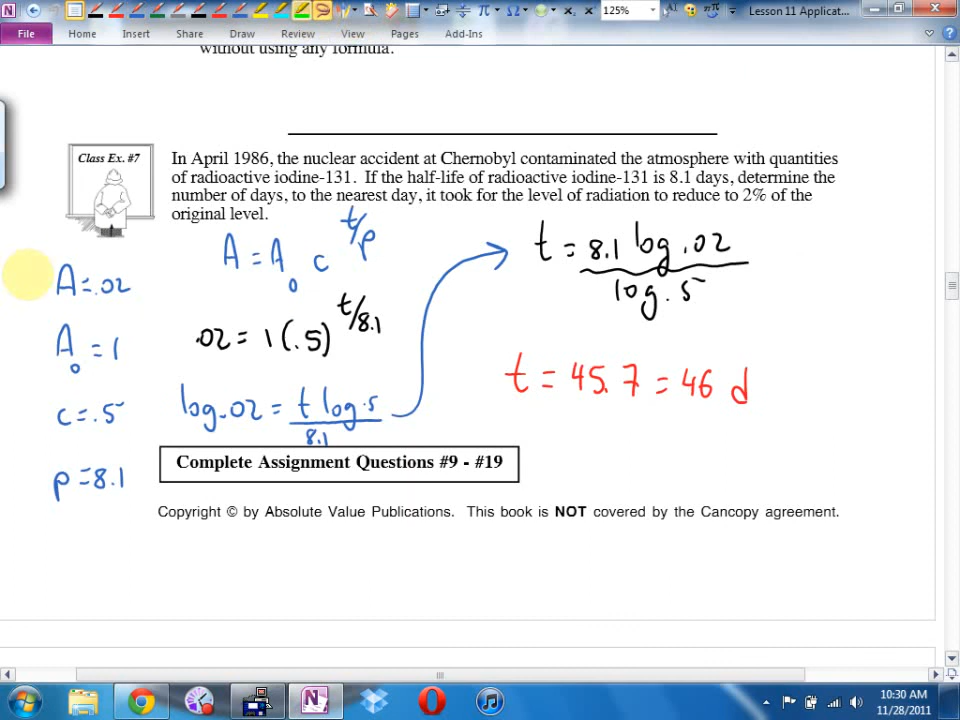 125%
Lesson 11 Applicat...
File Home Insert Share Draw Review View Pages Add-Ins
without using any formula.
Class Ex. #7
In April 1986, the nuclear accident at Chernobyl contaminated the atmosphere with quantities
of radioactive iodine-131. If the half-life of radioactive iodine-131 is 8.1 days, determine the
number of days, to the nearest day, it took for the level of radiation to reduce to 2% of the
original level.
A = A₀ c^(t/p)
A = .02
A₀ = 1
c = .5
p = 8.1
.02 = 1 (.5)^(t/8.1)
log .02 = t log .5 / 8.1
t = 8.1 log .02 / log .5
t = 45.7 = 46 d
Complete Assignment Questions #9 - #19
Copyright © by Absolute Value Publications. This book is NOT covered by the Cancopy agreement.
10:30 AM
11/28/2011